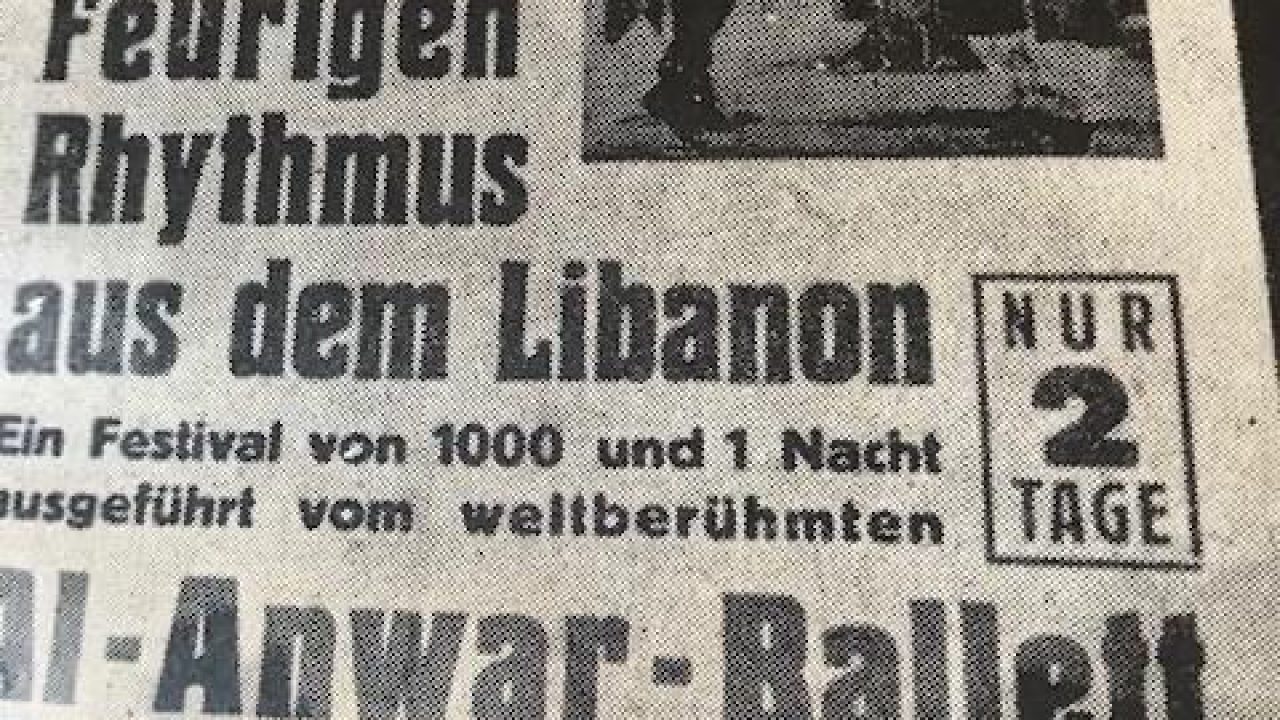 Feurigen
Rhythmus
aus dem Libanon
Ein Festival von 1000 und 1 Nacht
ausgeführt vom weltberühmten
Al-Anwar-Ballett
NUR
2
TAGE